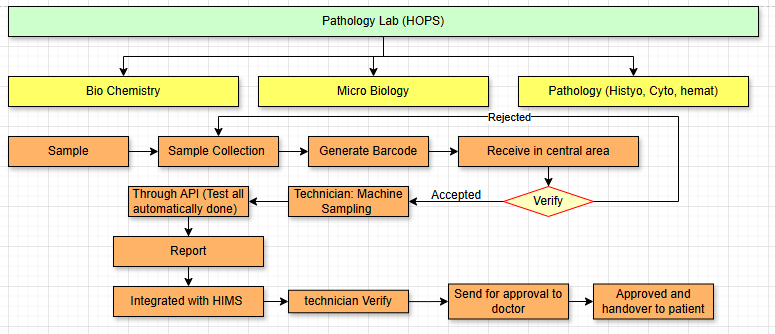 Pathology Lab (HOPS)
Bio Chemistry
Micro Biology
Pathology (Histyo, Cyto, hemat)
Rejected
Sample
Sample Collection
Generate Barcode
Receive in central area
Through API (Test all
automatically done)
Technician: Machine
Sampling
Accepted
Verify
Report
Integrated with HIMS
technician Verify
Send for approval to
doctor
Approved and
handover to patient